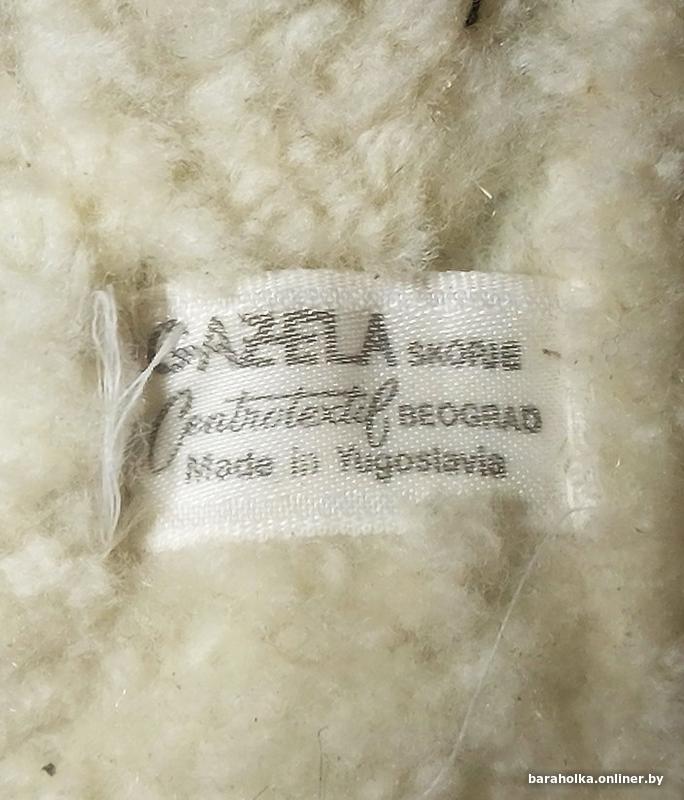 GAZELA SKOPJE
Centrotextil BEOGRAD
Made in Yugoslavia
baraholka.onliner.by